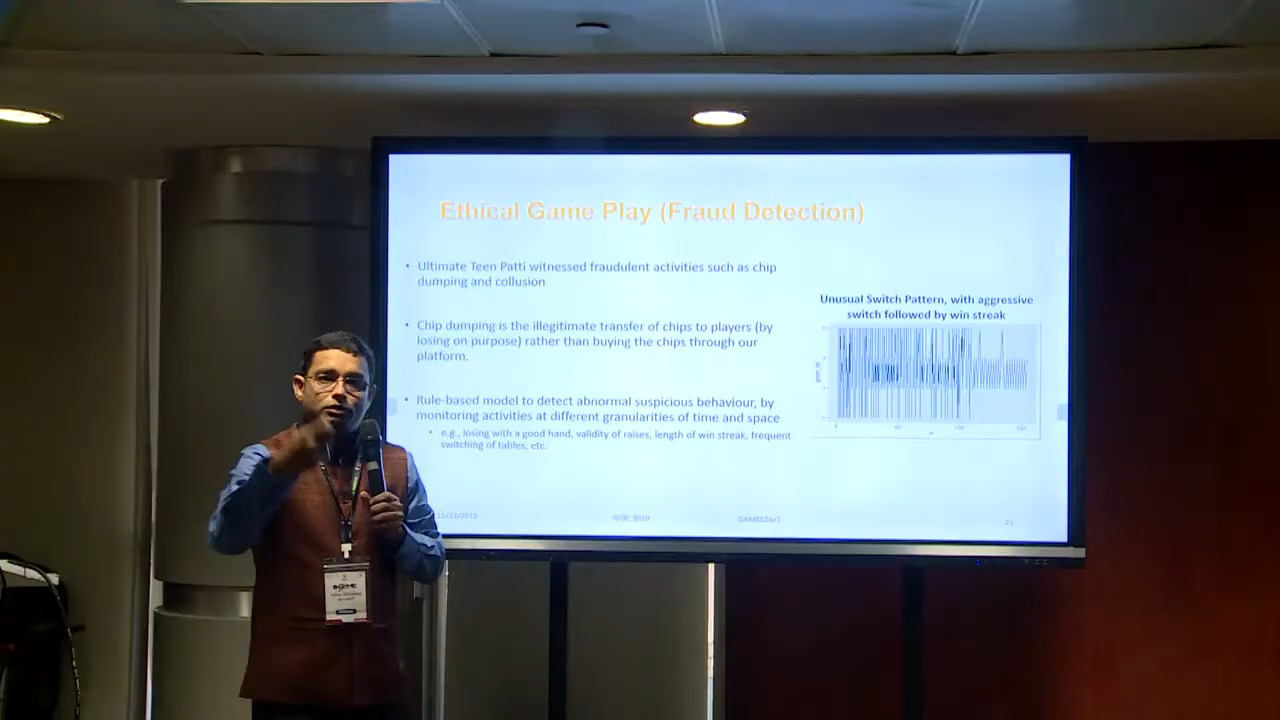 Ethical Game Play (Fraud Detection)
• Ultimate Teen Patti witnessed fraudulent activities such as chip
dumping and collusion
• Chip dumping is the illegitimate transfer of chips to players (by
losing on purpose) rather than buying the chips through our
platform.
• Rule-based model to detect abnormal suspicious behaviour, by
monitoring activities at different granularities of time and space
• e.g., losing with a good hand, validity of raises, length of win streak, frequent
switching of tables, etc.
Unusual Switch Pattern, with aggressive
switch followed by win streak
IGDC 2019
GAMES24x7
21